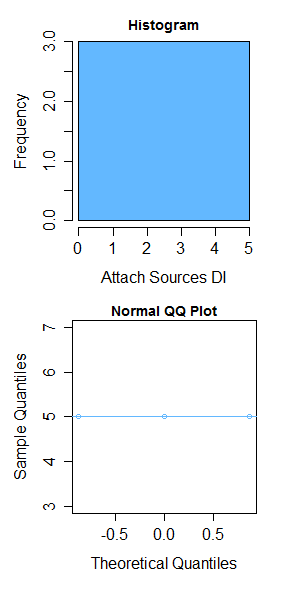 Histogram
3.0
2.0
1.0
0.0
Frequency
0 1 2 3 4 5
Attach Sources DI
Normal QQ Plot
7
6
5
4
3
Sample Quantiles
-0.5 0.0 0.5
Theoretical Quantiles